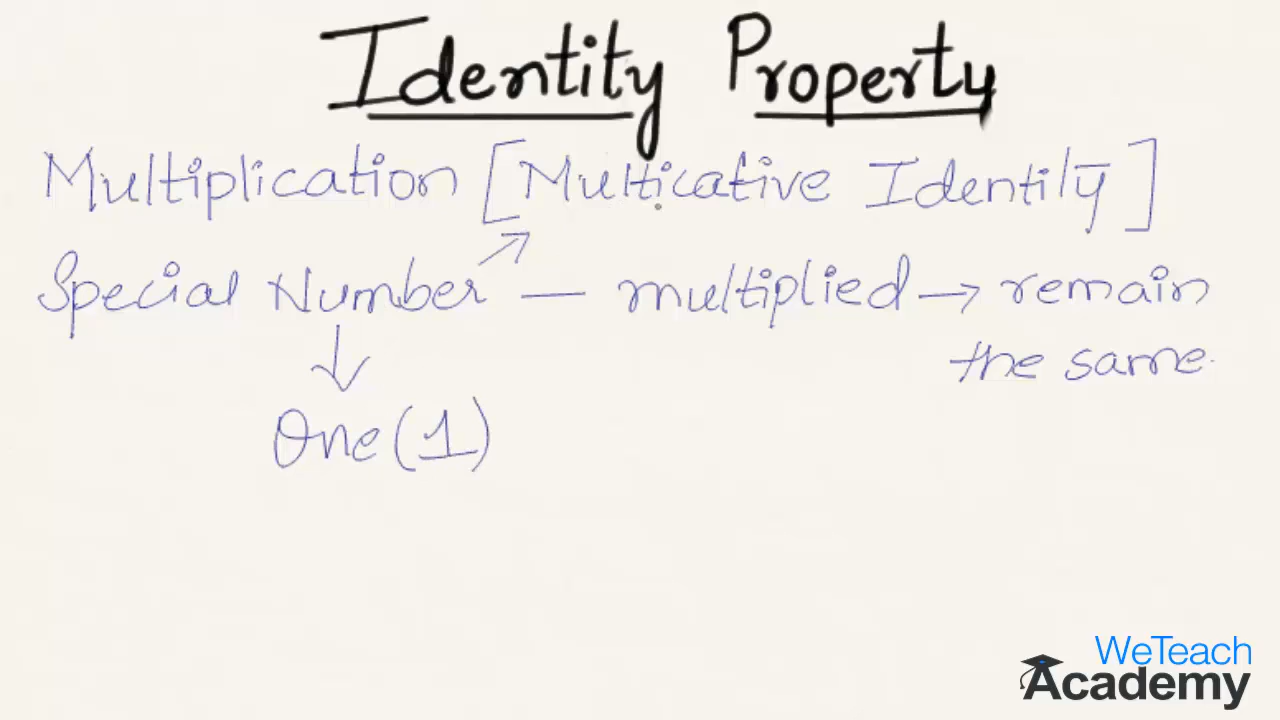 Identity Property
Multiplication [Multicative Identity]
Special Number — multiplied → remain
the same.
One (1)
WeTeach
Academy